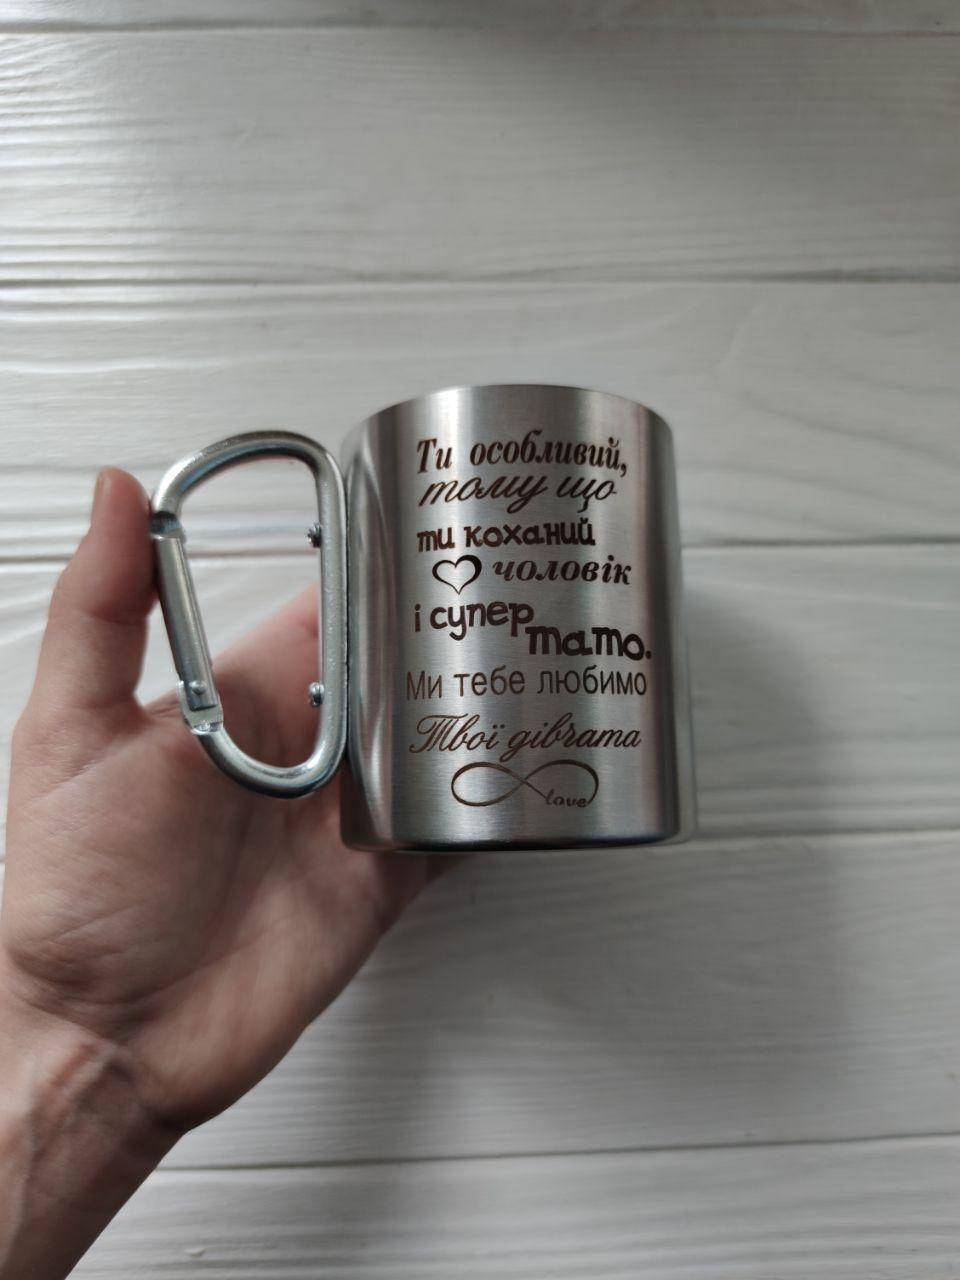 Ти особливий,
тому що
ти коханий
чоловік
і супер
тато.
Ми тебе любимо
Твої дівчата
love